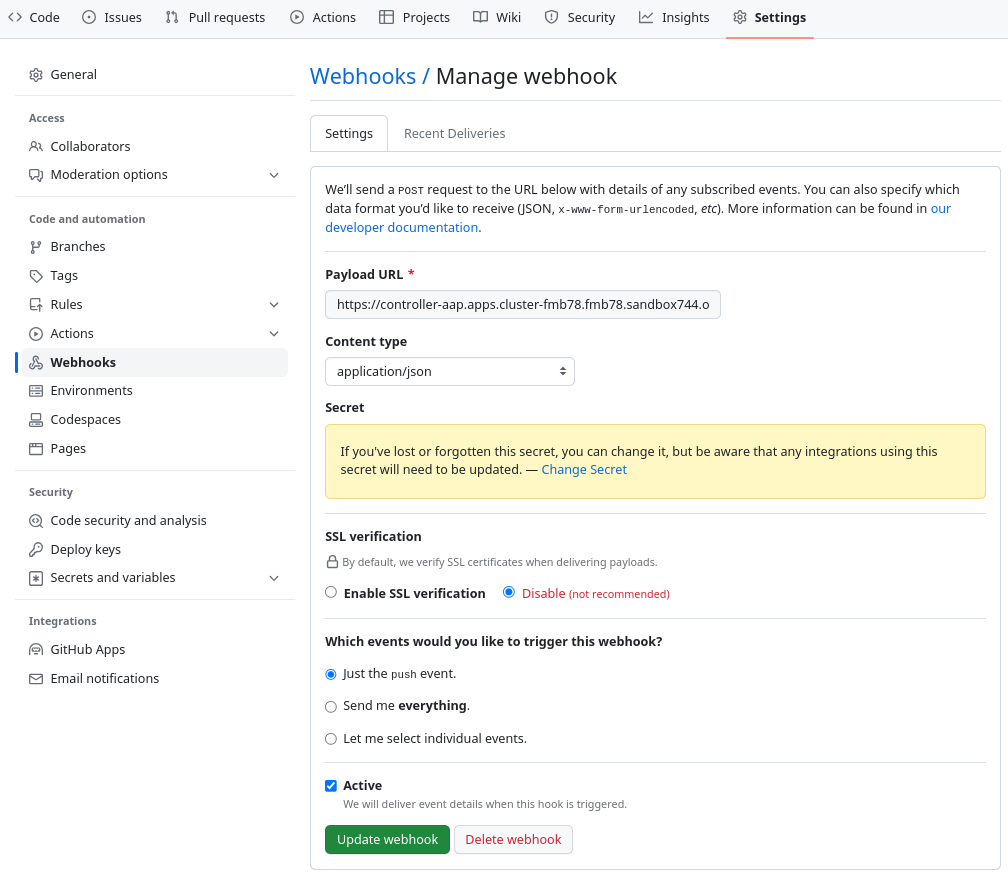 Code Issues Pull requests Actions Projects Wiki Security Insights Settings
General
Access
Collaborators
Moderation options
Code and automation
Branches
Tags
Rules
Actions
Webhooks
Environments
Codespaces
Pages
Security
Code security and analysis
Deploy keys
Secrets and variables
Integrations
GitHub Apps
Email notifications
Webhooks / Manage webhook
Settings Recent Deliveries
We'll send a POST request to the URL below with details of any subscribed events. You can also specify which
data format you'd like to receive (JSON, x-www-form-urlencoded, etc). More information can be found in our
developer documentation.
Payload URL *
https://controller-aap.apps.cluster-fmb78.fmb78.sandbox744.o
Content type
application/json
Secret
If you've lost or forgotten this secret, you can change it, but be aware that any integrations using this
secret will need to be updated. — Change Secret
SSL verification
By default, we verify SSL certificates when delivering payloads.
Enable SSL verification Disable (not recommended)
Which events would you like to trigger this webhook?
Just the push event.
Send me everything.
Let me select individual events.
Active
We will deliver event details when this hook is triggered.
Update webhook Delete webhook